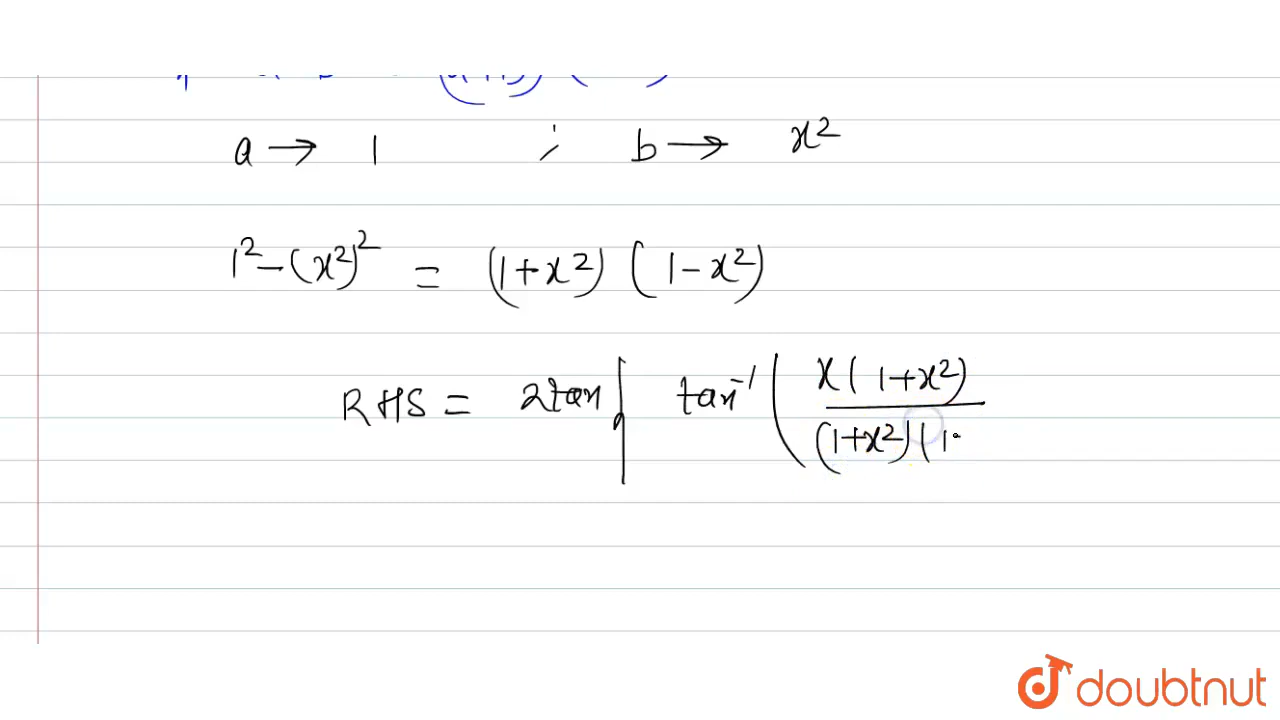 a → 1 ; b → x²
1² - (x²)² = (1+x²) (1-x²)
RHS = 2tan | tan⁻¹ ( x(1+x²) / (1+x²)(1
doubtnut